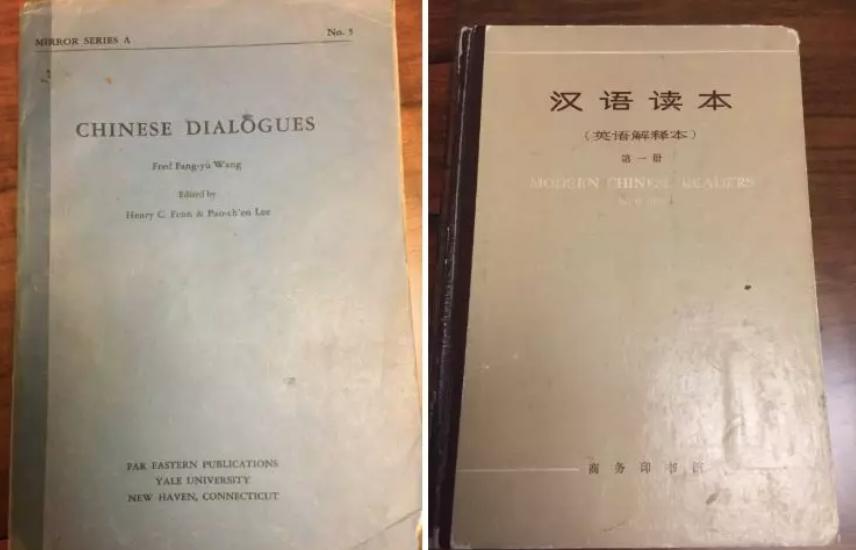 MIRROR SERIES A
No. 5
CHINESE DIALOGUES
Fred Fang-yü Wang
Edited by
Henry C. Fenn & Pao-ch'en Lee
FAR EASTERN PUBLICATIONS
YALE UNIVERSITY
NEW HAVEN, CONNECTICUT
汉语读本
(英语解释本)
第一册
MODERN CHINESE READERS
商务印书馆